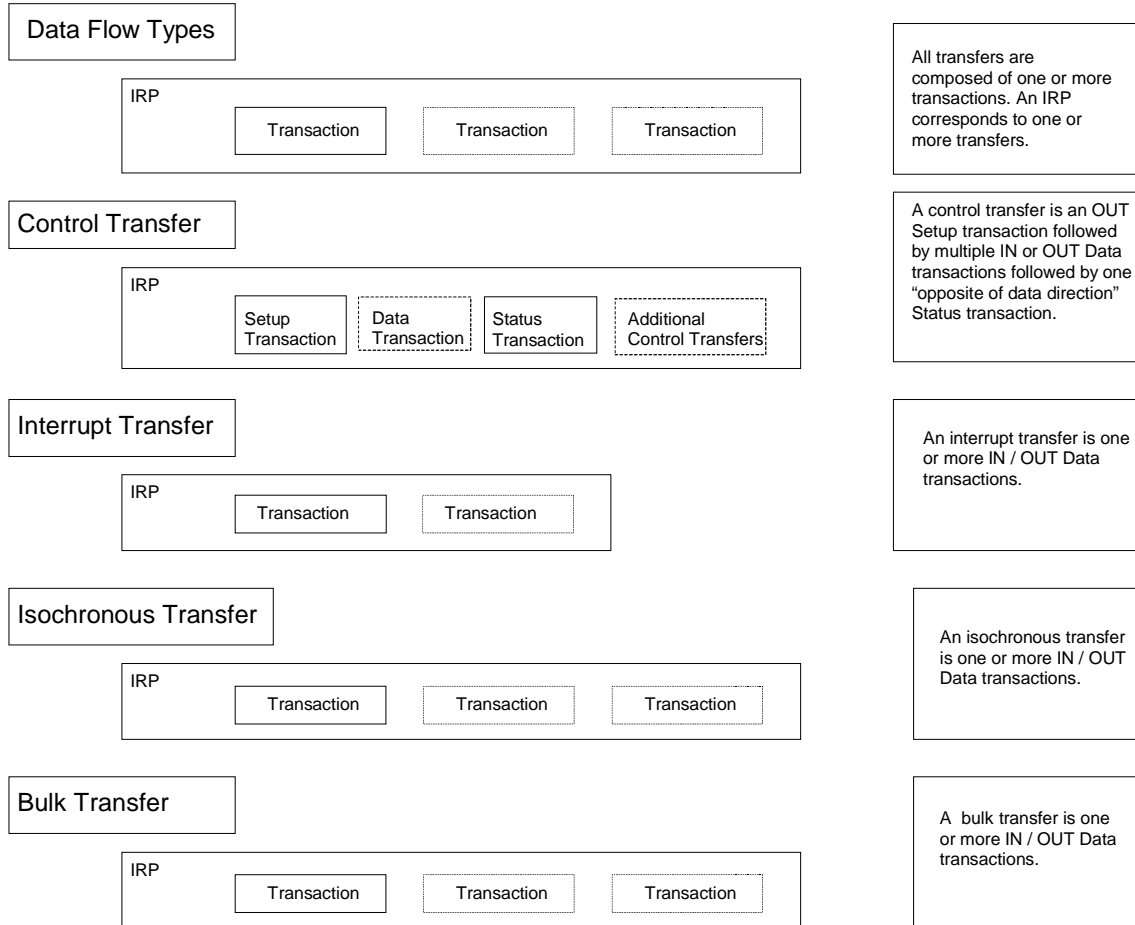 Data Flow Types
IRP
Transaction
Transaction
Transaction
All transfers are
composed of one or more
transactions. An IRP
corresponds to one or
more transfers.
Control Transfer
IRP
Setup
Transaction
Data
Transaction
Status
Transaction
Additional
Control Transfers
A control transfer is an OUT
Setup transaction followed
by multiple IN or OUT Data
transactions followed by one
“opposite of data direction”
Status transaction.
Interrupt Transfer
IRP
Transaction
Transaction
An interrupt transfer is one
or more IN / OUT Data
transactions.
Isochronous Transfer
IRP
Transaction
Transaction
Transaction
An isochronous transfer
is one or more IN / OUT
Data transactions.
Bulk Transfer
IRP
Transaction
Transaction
Transaction
A bulk transfer is one
or more IN / OUT Data
transactions.